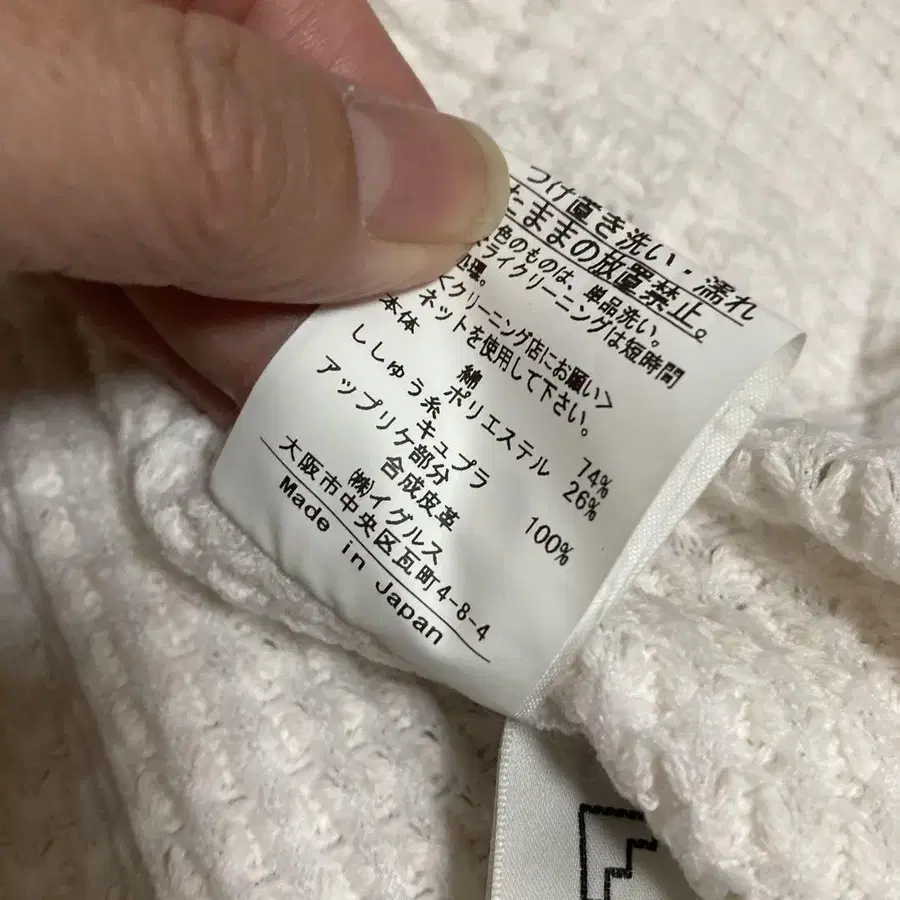 つけ置き洗い・濡れ
たままの放置禁止。
色のものは、単品洗い。
ドライクリーニングは短時間
処理。
<クリーニング店にお願い>
ネットを使用して下さい。
本体 綿 74%
ポリエステル 26%
ししゅう糸
キュプラ 100%
アップリケ部分
合成皮革
㈱イグルス
大阪市中央区瓦町4-8-4
Made in Japan